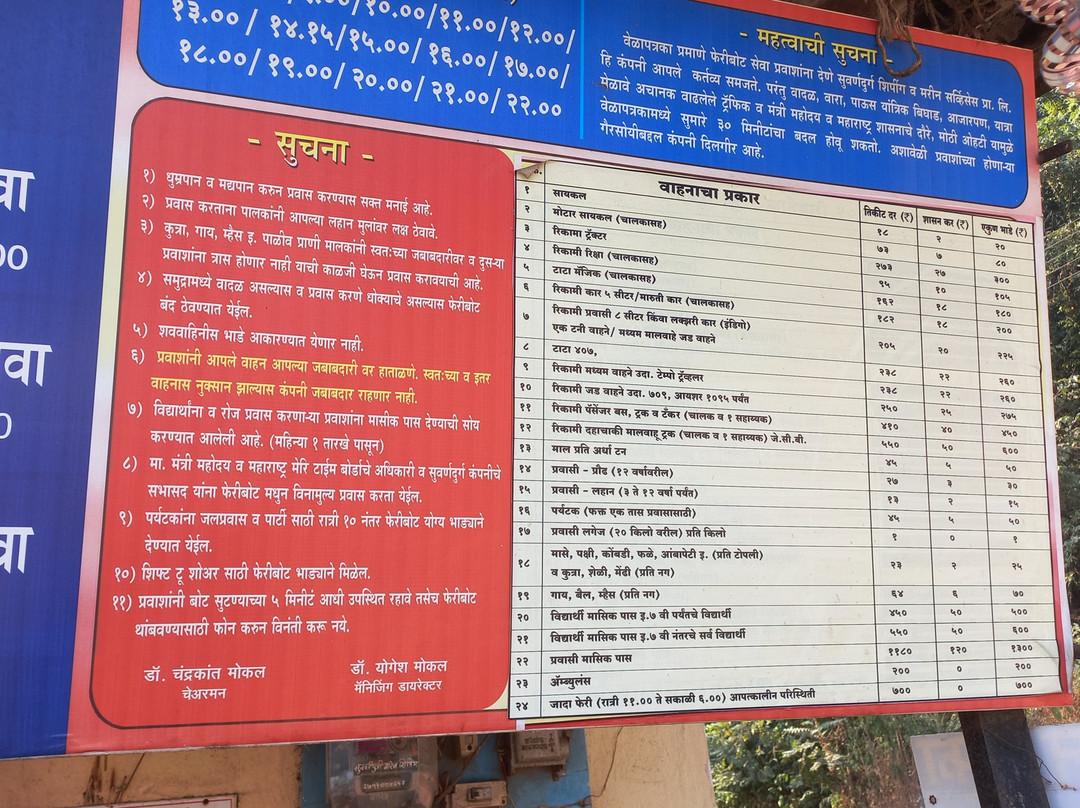 /१०.००/११.००/१२.००/
१३.०० / १४.१५/१५.००/ १६.००/ १७.००/
१८.००/ १९.००/ २०.००/ २१.००/ २२.००
- महत्वाची सुचना -
वेळापत्रका प्रमाणे फेरीबोट सेवा प्रवाशांना देणे सुवर्णदुर्ग शिपींग व मरीन सर्व्हिसेस प्रा. लि.
हि कंपनी आपले कर्तव्य समजते. परंतु वादळ, वारा, पाऊस यांत्रिक बिघाड, आजारपण, यात्रा
मेळावे अचानक वाढलेले ट्रॅफिक व मंत्री महोदय व महाराष्ट्र शासनाचे दौरे, मोठी ओहटी यामुळे
वेळापत्रकामध्ये सुमारे ३० मिनीटांचा बदल होवू शकतो. अशावेळी प्रवाशांच्या होणाऱ्या
गैरसोयीबद्दल कंपनी दिलगीर आहे.
- सुचना -
१) धुम्रपान व मद्यपान करुन प्रवास करण्यास सक्त मनाई आहे.
२) प्रवास करताना पालकांनी आपल्या लहान मुलांवर लक्ष ठेवावे.
३) कुत्रा, गाय, म्हैस इ. पाळीव प्राणी मालकांनी स्वतःच्या जबाबदारीवर व दुसऱ्या
प्रवाशांना त्रास होणार नाही याची काळजी घेऊन प्रवास करावयाची आहे.
४) समुद्रामध्ये वादळ असल्यास व प्रवास करणे धोक्याचे असल्यास फेरीबोट
बंद ठेवण्यात येईल.
५) शववाहिनीस भाडे आकारण्यात येणार नाही.
६) प्रवाशांनी आपले वाहन आपल्या जबाबदारी वर हाताळणे. स्वतःच्या व इतर
वाहनास नुक्सान झाल्यास कंपनी जबाबदार राहणार नाही.
७) विद्यार्थांना व रोज प्रवास करणाऱ्या प्रवाशांना मासीक पास देण्याची सोय
करण्यात आलेली आहे. (महिन्या १ तारखे पासून)
८) मा. मंत्री महोदय व महाराष्ट्र मेरि टाईम बोर्डाचे अधिकारी व सुवर्णदुर्ग कंपनीचे
सभासद यांना फेरीबोट मधुन विनामुल्य प्रवास करता येईल.
९) पर्यटकांना जलप्रवास व पार्टी साठी रात्री १० नंतर फेरीबोट योग्य भाड्याने
देण्यात येईल.
१०) शिफ्ट टू शोअर साठी फेरीबोट भाड्याने मिळेल.
११) प्रवाशांनी बोट सुटण्याच्या ५ मिनीटं आधी उपस्थित रहावे तसेच फेरीबोट
थांबवण्यासाठी फोन करुन विनंती करू नये.
डॉ. चंद्रकांत मोकल
चेअरमन
डॉ. योगेश मोकल
मॅनिजिंग डायरेक्टर
वाहनाचा प्रकार तिकीट दर (₹) शासन कर (₹) एकुण भाडे (₹)
१ सायकल १८ २ २०
२ मोटार सायकल (चालकासह) ७३ ७ ८०
३ रिकामा ट्रॅक्टर २७३ २७ ३००
४ रिकामी रिक्षा (चालकासह) ९५ १० १०५
५ टाटा मॅजिक (चालकासह) १६२ १८ १८०
६ रिकामी कार ५ सीटर/मारुती कार (चालकासह) १८२ १८ २००
७ रिकामी प्रवासी ८ सीटर किंवा लक्झरी कार (इंडिगो)
एक टनी वाहने/ मध्यम मालवाहे जड वाहने २०५ २० २२५
८ टाटा ४०७, २३८ २२ २६०
९ रिकामी मध्यम वाहने उदा. टेम्पो ट्रॅव्हलर २३८ २२ २६०
१० रिकामी जड वाहने उदा. ७०९, आयशर १०९५ पर्यंत २५० २५ २७५
११ रिकामी पॅसेंजर बस, ट्रक व टँकर (चालक व १ सहाय्यक) ४१० ४० ४५०
१२ रिकामी दहाचाकी मालवाहू ट्रक (चालक व १ सहाय्यक) जे.सी.बी. ५५० ५० ६००
१३ माल प्रति अर्धा टन ४५ ५ ५०
१४ प्रवासी - प्रौढ (१२ वर्षावरील) २७ ३ ३०
१५ प्रवासी - लहान (३ ते १२ वर्षा पर्यंत) १३ २ १५
१६ पर्यटक (फक्त एक तास प्रवासासाठी) ४५ ५ ५०
१७ प्रवासी लगेज (२० किलो वरील) प्रति किलो १ ० १
१८ मासे, पक्षी, कोंबडी, फळे, आंबापेटी इ. (प्रति टोपली)
व कुत्रा, शेळी, मेंढी (प्रति नग) २३ २ २५
१९ गाय, बैल, म्हैस (प्रति नग) ६४ ६ ७०
२० विद्यार्थी मासिक पास इ.७ वी पर्यंतचे विद्यार्थी ४५० ५० ५००
२१ विद्यार्थी मासिक पास इ.७ वी नंतरचे सर्व विद्यार्थी ५५० ५० ६००
२२ प्रवासी मासिक पास ११८० १२० १३००
२३ ॲम्ब्युलंस २०० ० २००
२४ जादा फेरी (रात्री ११.०० ते सकाळी ६.००) आपत्कालीन परिस्थिती ७०० ० ७००